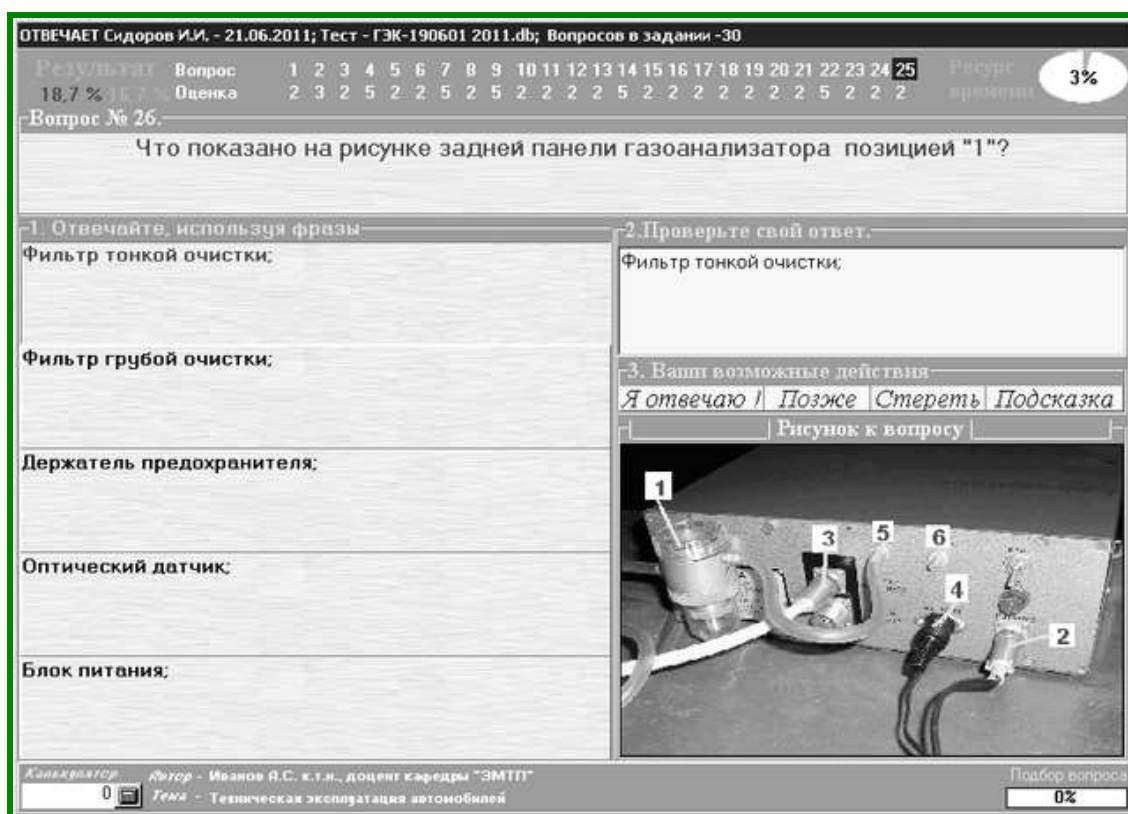 ОТВЕЧАЕТ Сидоров И.И. - 21.06.2011; Тест - ГЭК-190601 2011.db; Вопросов в задании -30
Результат Вопрос 1 2 3 4 5 6 7 8 9 10 11 12 13 14 15 16 17 18 19 20 21 22 23 24 25 Ресурс времени 3%
18,7 % 16,7 % Оценка 2 3 2 5 2 2 5 2 5 2 2 2 2 5 2 2 2 2 2 2 2 5 2 2 2
Вопрос № 26.
Что показано на рисунке задней панели газоанализатора позицией "1"?
1. Отвечайте, используя фразы
Фильтр тонкой очистки;
Фильтр грубой очистки;
Держатель предохранителя;
Оптический датчик;
Блок питания;
2.Проверьте свой ответ.
Фильтр тонкой очистки;
3. Ваши возможные действия
Я отвечаю ! Позже Стереть Подсказка
Рисунок к вопросу
1
3
5
6
4
2
Калькулятор
0
Автор - Иванов А.С. к.т.н., доцент кафедры "ЭМТП"
Тема - Техническая эксплуатация автомобилей
Подбор вопроса
0%